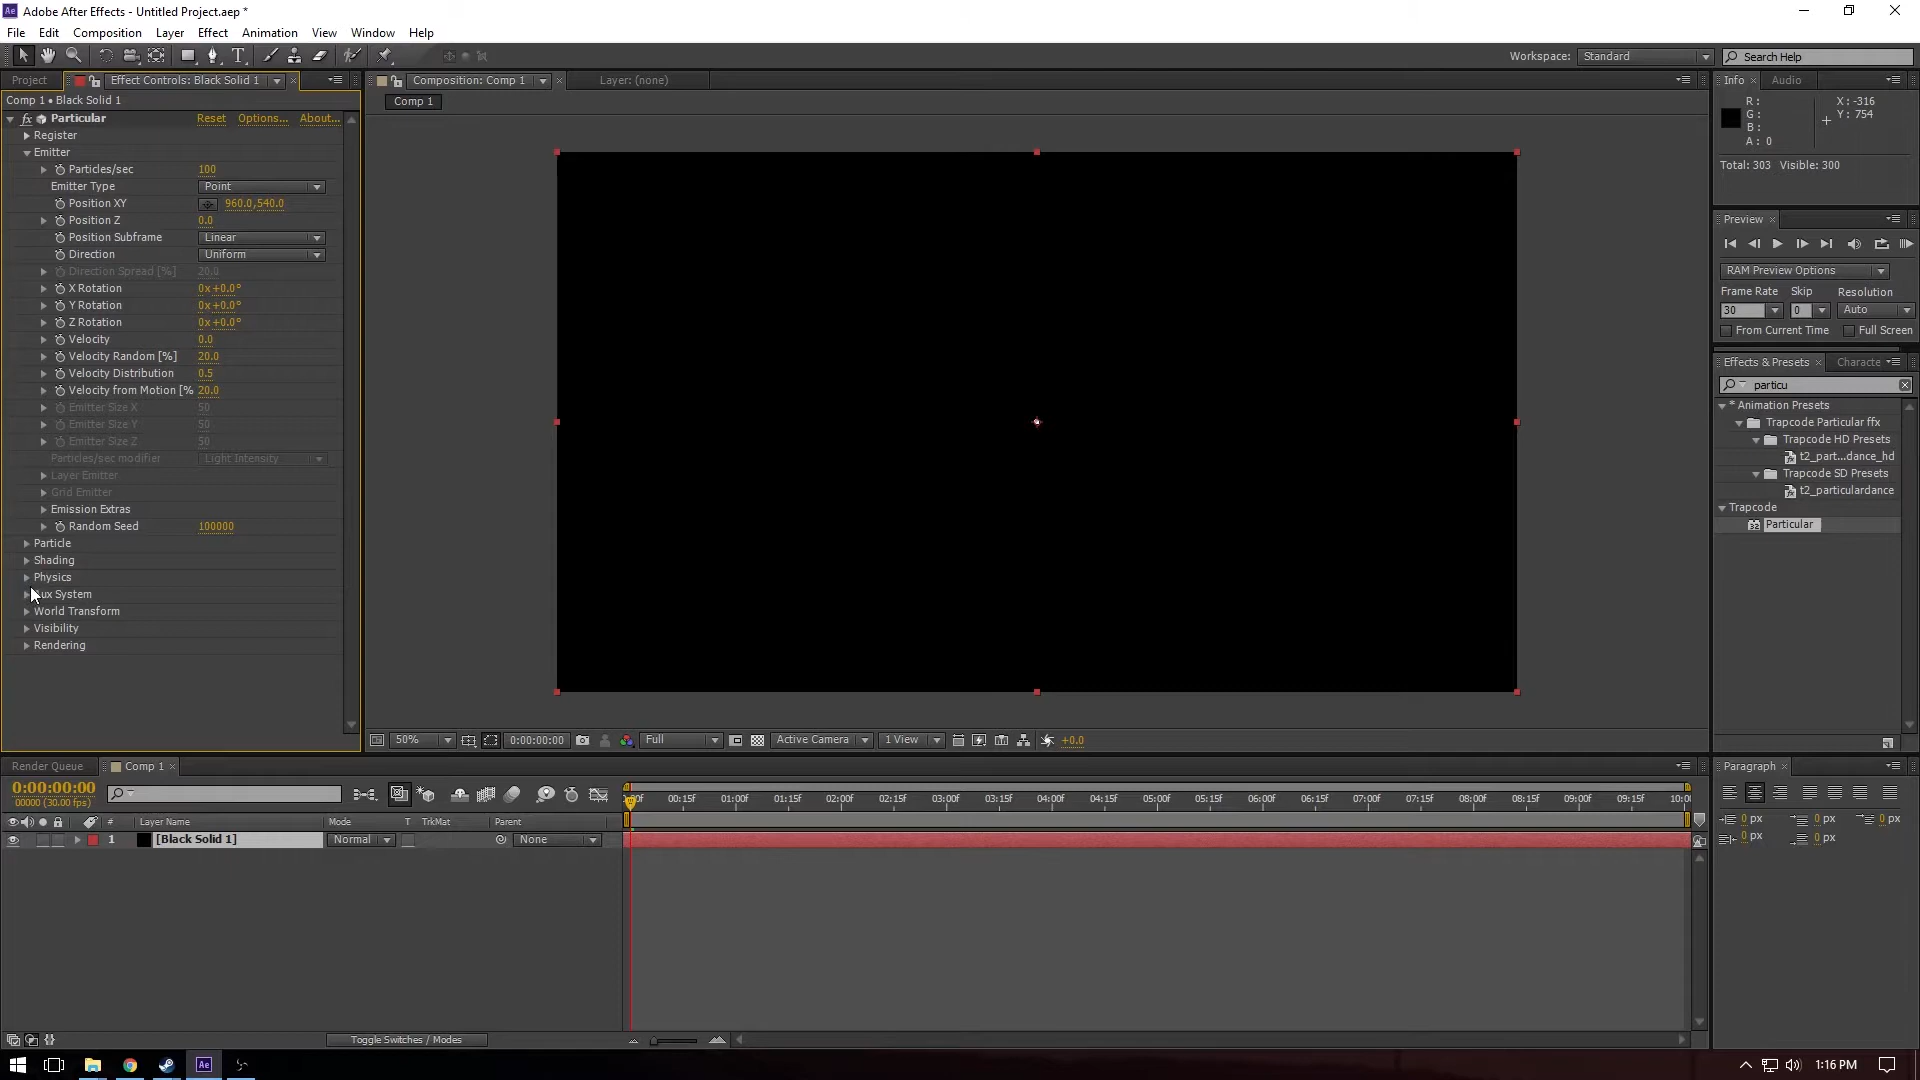 Adobe After Effects - Untitled Project.aep *
File Edit Composition Layer Effect Animation View Window Help
Workspace: Standard Search Help
Project Effect Controls: Black Solid 1 Composition: Comp 1 Layer: (none) Info Audio
Comp 1 • Black Solid 1
Comp 1
fx Particular Reset Options... About...
Register
Emitter
Particles/sec 100
Emitter Type Point
Position XY 960.0,540.0
Position Z 0.0
Position Subframe Linear
Direction Uniform
Direction Spread [%] 20.0
X Rotation 0x+0.0°
Y Rotation 0x+0.0°
Z Rotation 0x+0.0°
Velocity 0.0
Velocity Random [%] 20.0
Velocity Distribution 0.5
Velocity from Motion [% 20.0
Emitter Size X 50
Emitter Size Y 50
Emitter Size Z 50
Particles/sec modifier Light Intensity
Layer Emitter
Grid Emitter
Emission Extras
Random Seed 100000
Particle
Shading
Physics
ux System
World Transform
Visibility
Rendering
50% 0:00:00:00 Full Active Camera 1 View +0.0
R: X: -316
G: Y: 754
B:
A: 0
Total: 303 Visible: 300
Preview
RAM Preview Options
Frame Rate Skip Resolution
30 0 Auto
From Current Time Full Screen
Effects & Presets Characte
particu
* Animation Presets
Trapcode Particular ffx
Trapcode HD Presets
t2_part...dance_hd
Trapcode SD Presets
t2_particulardance
Trapcode
Particular
Render Queue Comp 1
0:00:00:00
00000 (30.00 fps)
00:15f 01:00f 01:15f 02:00f 02:15f 03:00f 03:15f 04:00f 04:15f 05:00f 05:15f 06:00f 06:15f 07:00f 07:15f 08:00f 08:15f 09:00f 09:15f 10:0
# Layer Name Mode T TrkMat Parent
1 [Black Solid 1] Normal None
Toggle Switches / Modes
Paragraph
0 px 0 px 0 px
0 px 0 px
Ae 1:16 PM